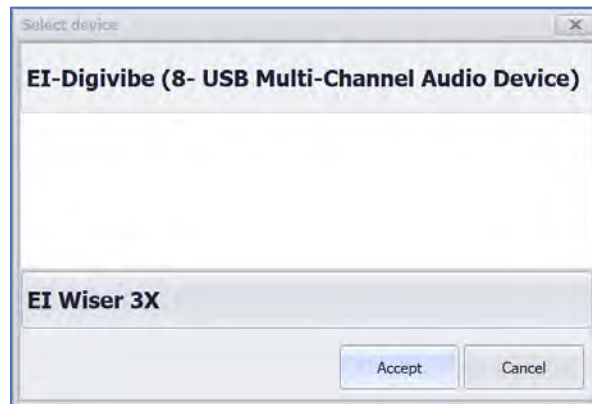 Select device
EI-Digivibe (8- USB Multi-Channel Audio Device)
EI Wiser 3X
Accept
Cancel